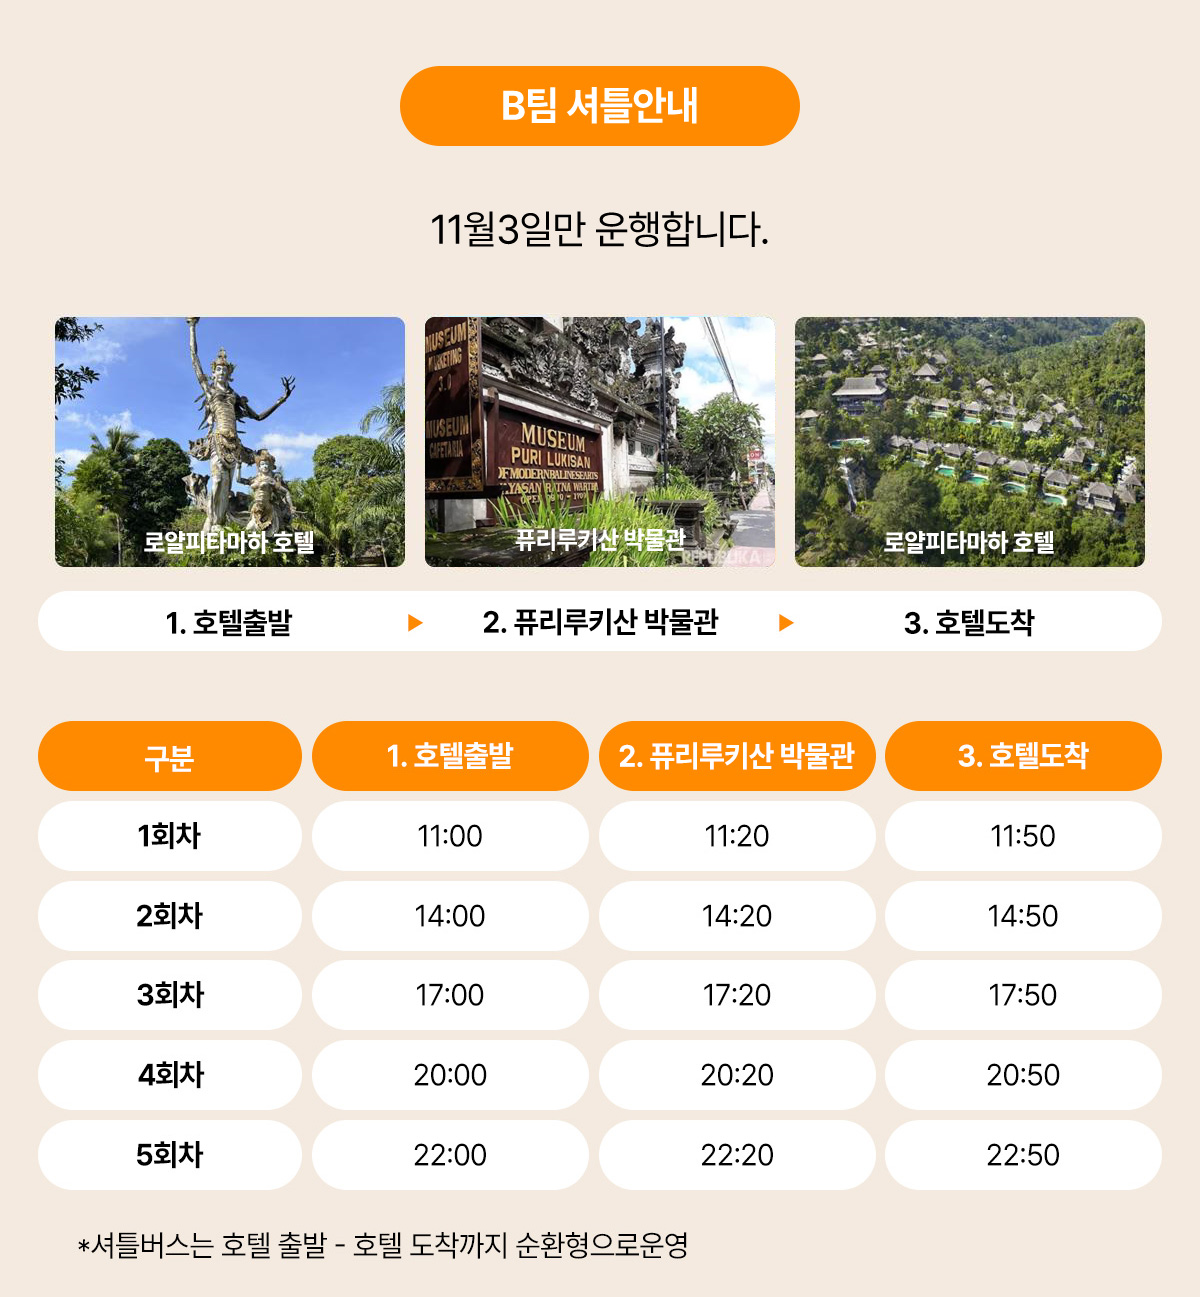 B팀 셔틀안내
11월3일만 운행합니다.
로얄피타마하 호텔
MUSEUM
MARKETING
3.0
MUSEUM
CAFETARIA
MUSEUM
PURI LUKISAN
OF MODERN BALINESE ARTS
YASAN RATNA WARTHA
퓨리루키산 박물관
REPUBLIKA
로얄피타마하 호텔
1. 호텔출발 ▶ 2. 퓨리루키산 박물관 ▶ 3. 호텔도착
구분 1. 호텔출발 2. 퓨리루키산 박물관 3. 호텔도착
1회차 11:00 11:20 11:50
2회차 14:00 14:20 14:50
3회차 17:00 17:20 17:50
4회차 20:00 20:20 20:50
5회차 22:00 22:20 22:50
*셔틀버스는 호텔 출발 - 호텔 도착까지 순환형으로운영